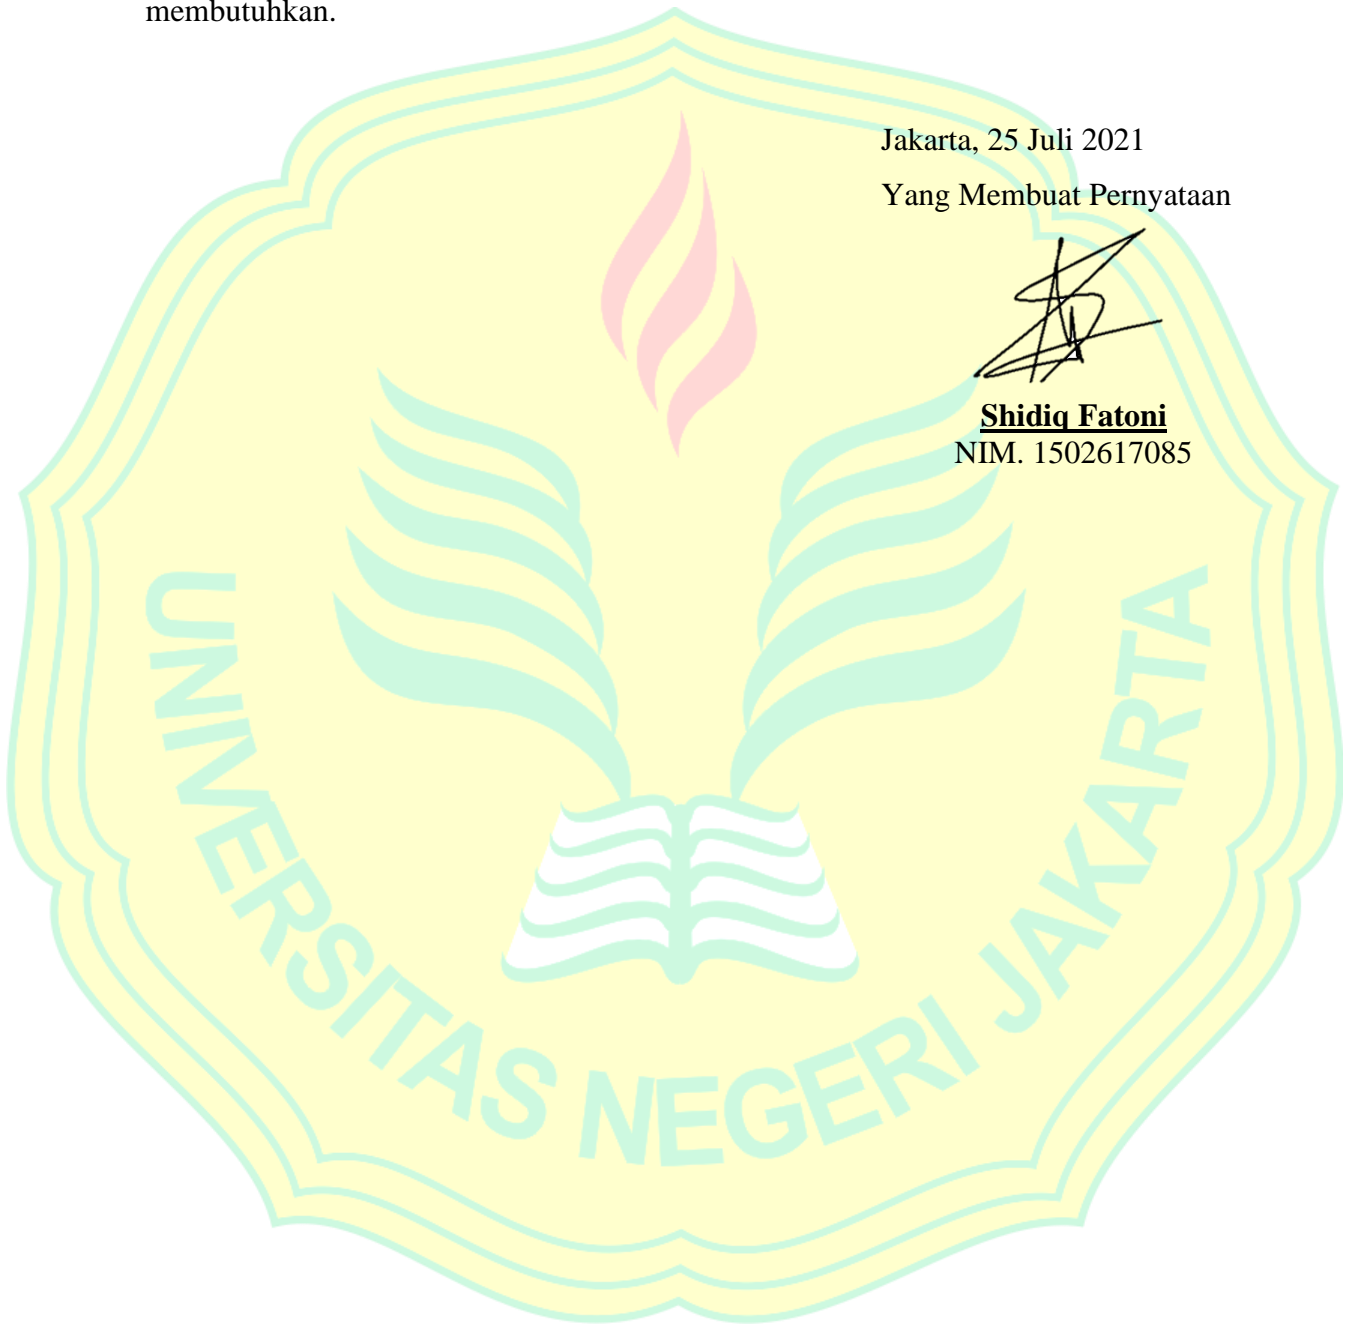 membutuhkan.
Jakarta, 25 Juli 2021
Yang Membuat Pernyataan
Shidiq Fatoni
NIM. 1502617085
UNIVERSITAS NEGERI JAKARTA